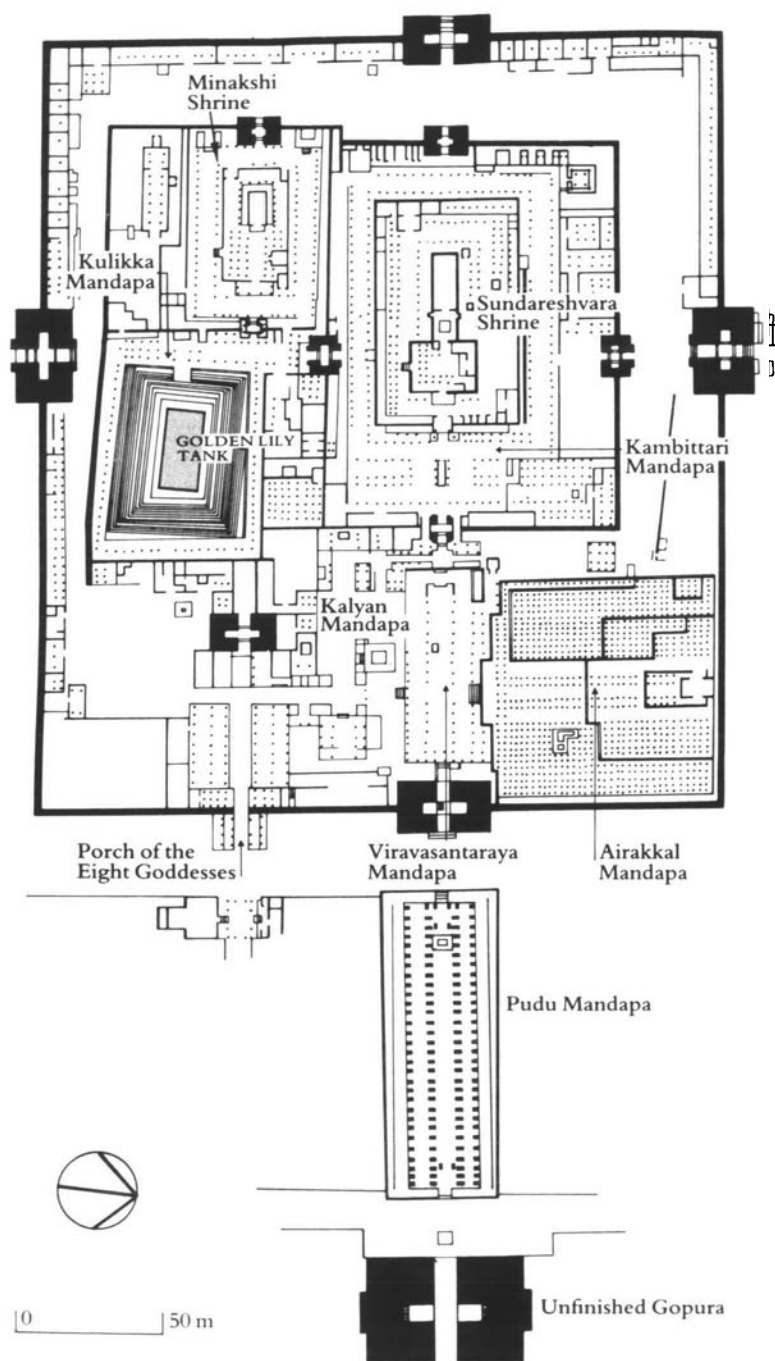 Minakshi
Shrine
Kulikka
Mandapa
Sundareshvara
Shrine
GOLDEN LILY
TANK
Kambittari
Mandapa
Kalyan
Mandapa
Porch of the
Eight Goddesses
Viravasantaraya
Mandapa
Airakkal
Mandapa
Pudu Mandapa
0 50 m
Unfinished Gopura